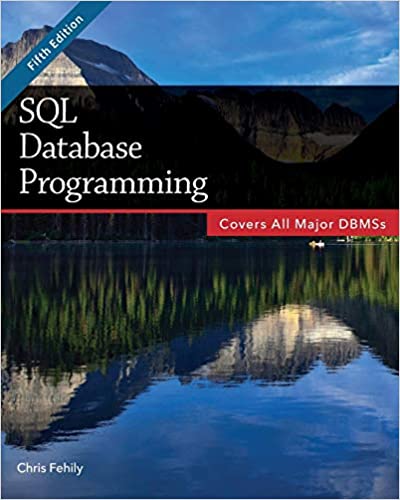 Fifth Edition
SQL
Database
Programming
Covers All Major DBMSs
Chris Fehily